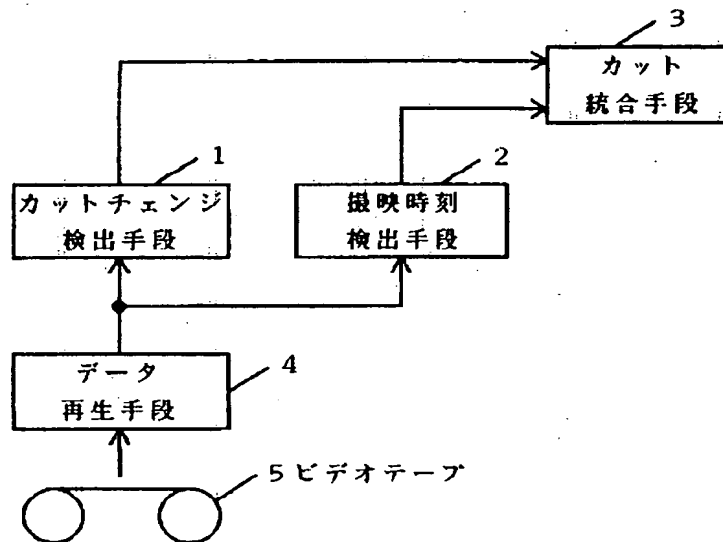 3
カット
統合手段
1
カットチェンジ
検出手段
2
撮映時刻
検出手段
4
データ
再生手段
5 ビデオテープ